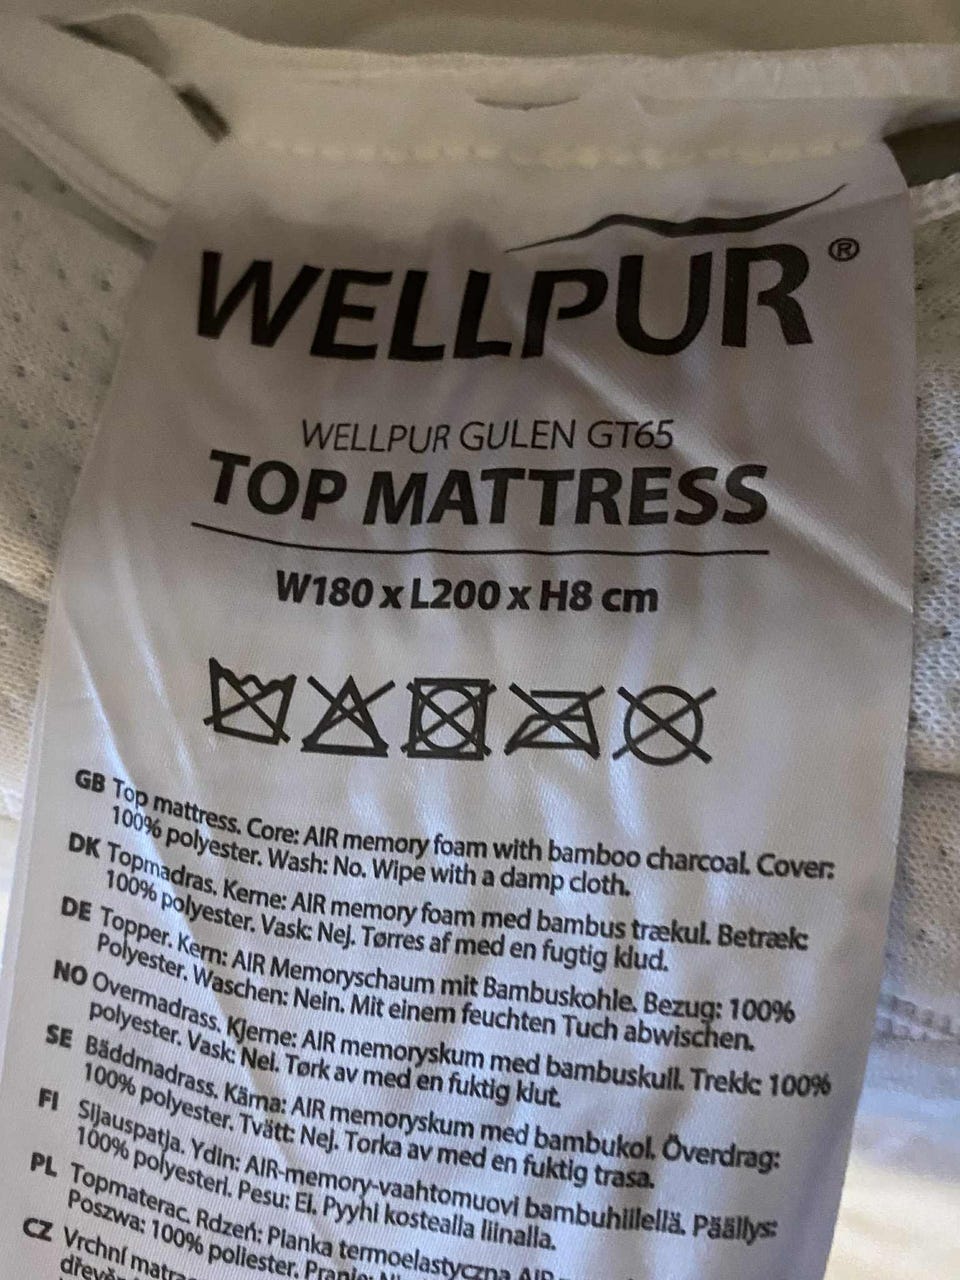 WELLPUR®
WELLPUR GULEN GT65
TOP MATTRESS
W180 x L200 x H8 cm
GB Top mattress. Core: AIR memory foam with bamboo charcoal. Cover:
100% polyester. Wash: No. Wipe with a damp cloth.
DK Topmadras. Kerne: AIR memory foam med bambus trækul. Betræk:
100% polyester. Vask: Nej. Tørres af med en fugtig klud.
DE Topper. Kern: AIR Memoryschaum mit Bambuskohle. Bezug: 100%
Polyester. Waschen: Nein. Mit einem feuchten Tuch abwischen.
NO Overmadrass. Kjerne: AIR memoryskum med bambuskull. Trekk: 100%
polyester. Vask: Nei. Tørk av med en fuktig klut.
SE Bäddmadrass. Kärna: AIR memoryskum med bambukol. Överdrag:
100% polyester. Tvätt: Nej. Torka av med en fuktig trasa.
FI Sijauspatja. Ydin: AIR-memory-vaahtomuovi bambuhiilellä. Päällys:
100% polyesteri. Pesu: Ei. Pyyhi kostealla liinalla.
PL Topmaterac. Rdzeń: Planka termoelastyczna AIR
Poszwa: 100% poliester. Pranie:
CZ Vrchní